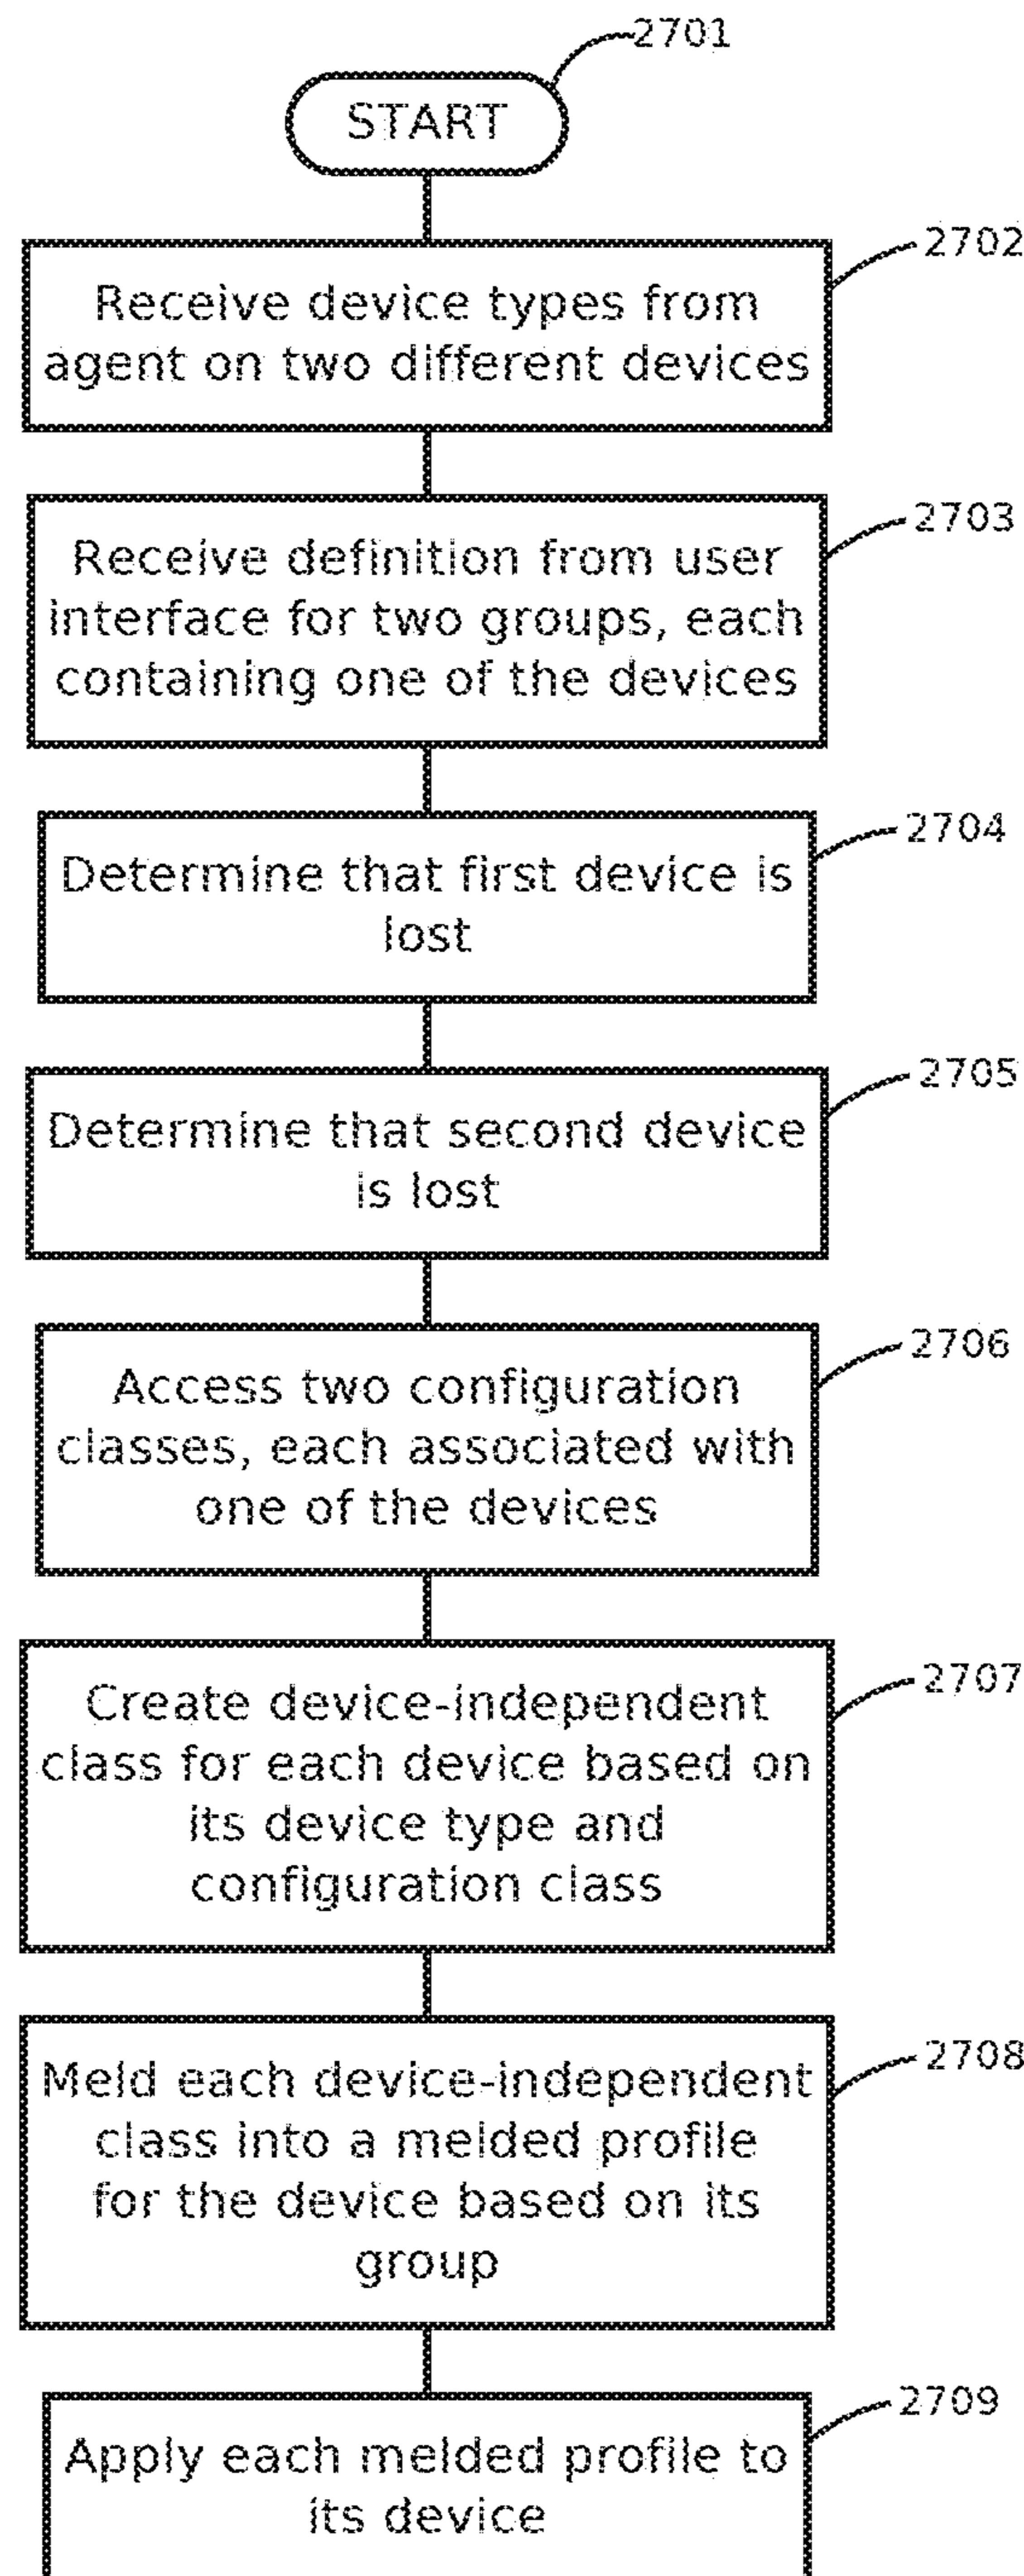 2701
START
2702
Receive device types from
agent on two different devices
2703
Receive definition from user
interface for two groups, each
containing one of the devices
2704
Determine that first device is
lost
2705
Determine that second device
is lost
2706
Access two configuration
classes, each associated with
one of the devices
2707
Create device-independent
class for each device based on
its device type and
configuration class
2708
Meld each device-independent
class into a melded profile
for the device based on its
group
2709
Apply each melded profile to
its device